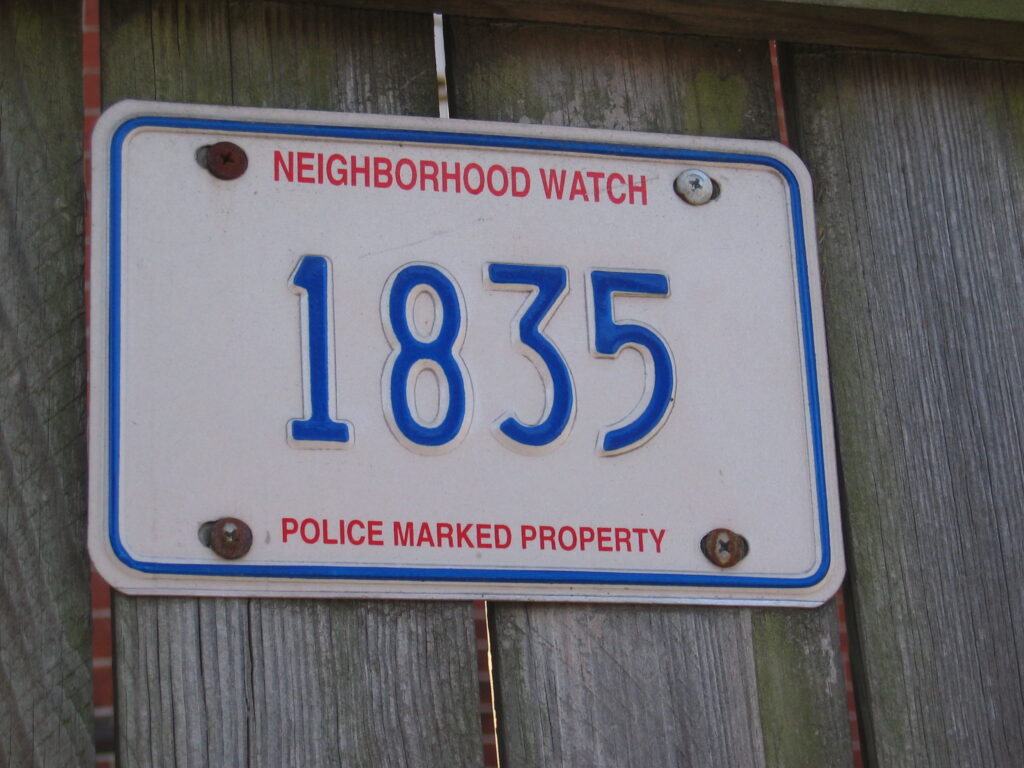 NEIGHBORHOOD WATCH
1835
POLICE MARKED PROPERTY